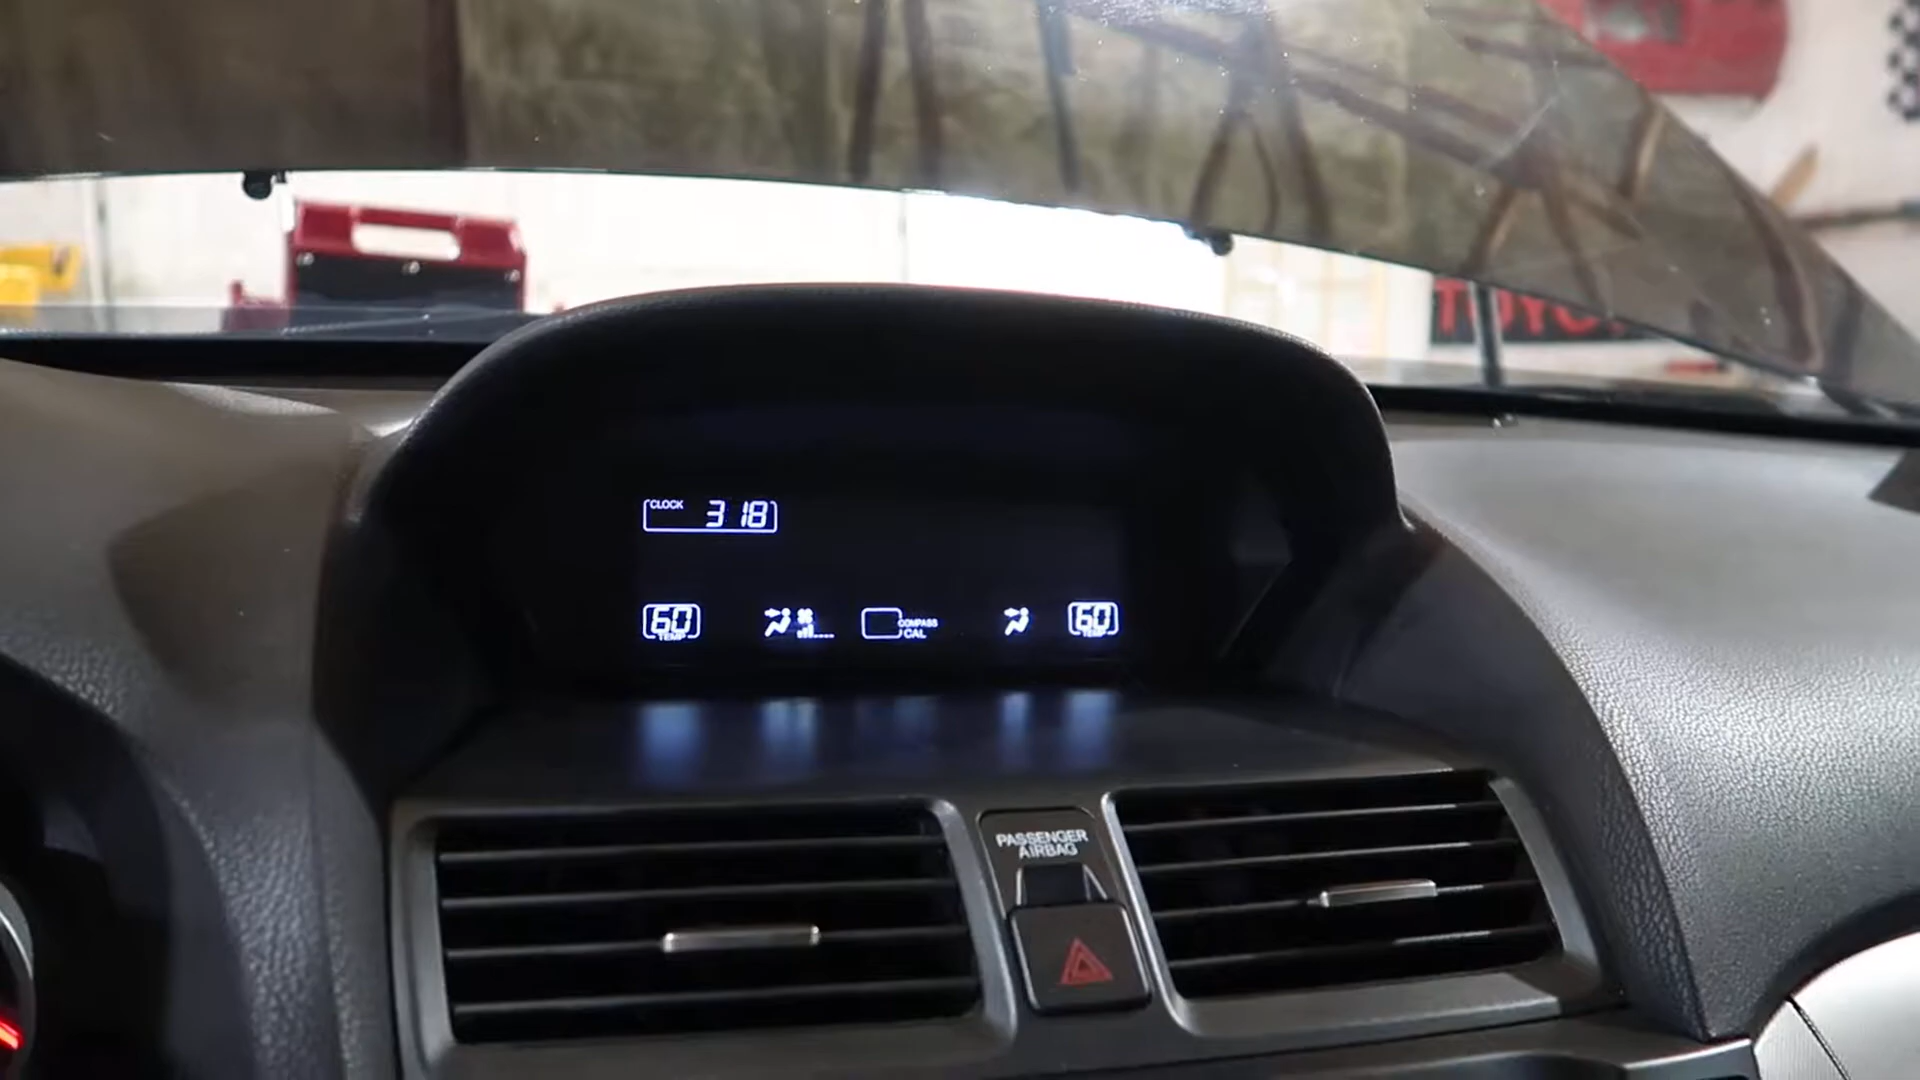 CLOCK 3 18
60 TEMP
COMPASS
CAL
60 TEMP
PASSENGER
AIRBAG